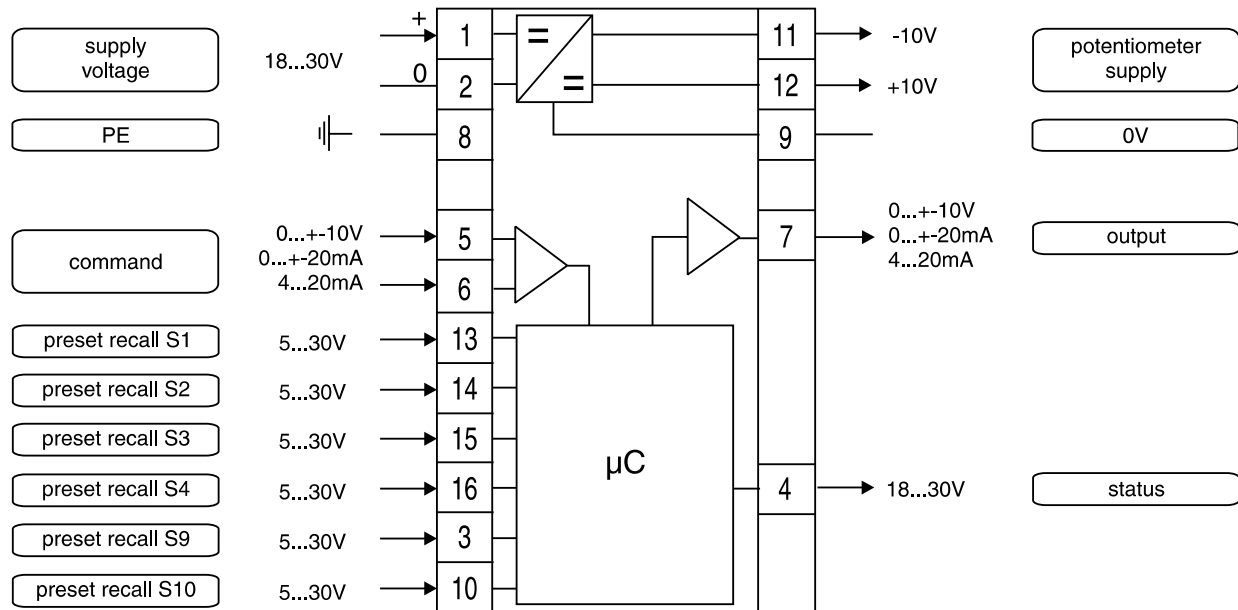 supply voltage
18...30V
+
0
1
2
=
=
11
12
-10V
+10V
potentiometer supply
PE
8
9
0V
command
0...+-10V
0...+-20mA
4...20mA
5
6
7
0...+-10V
0...+-20mA
4...20mA
output
preset recall S1
5...30V
13
preset recall S2
5...30V
14
preset recall S3
5...30V
15
µC
preset recall S4
5...30V
16
4
18...30V
status
preset recall S9
5...30V
3
preset recall S10
5...30V
10